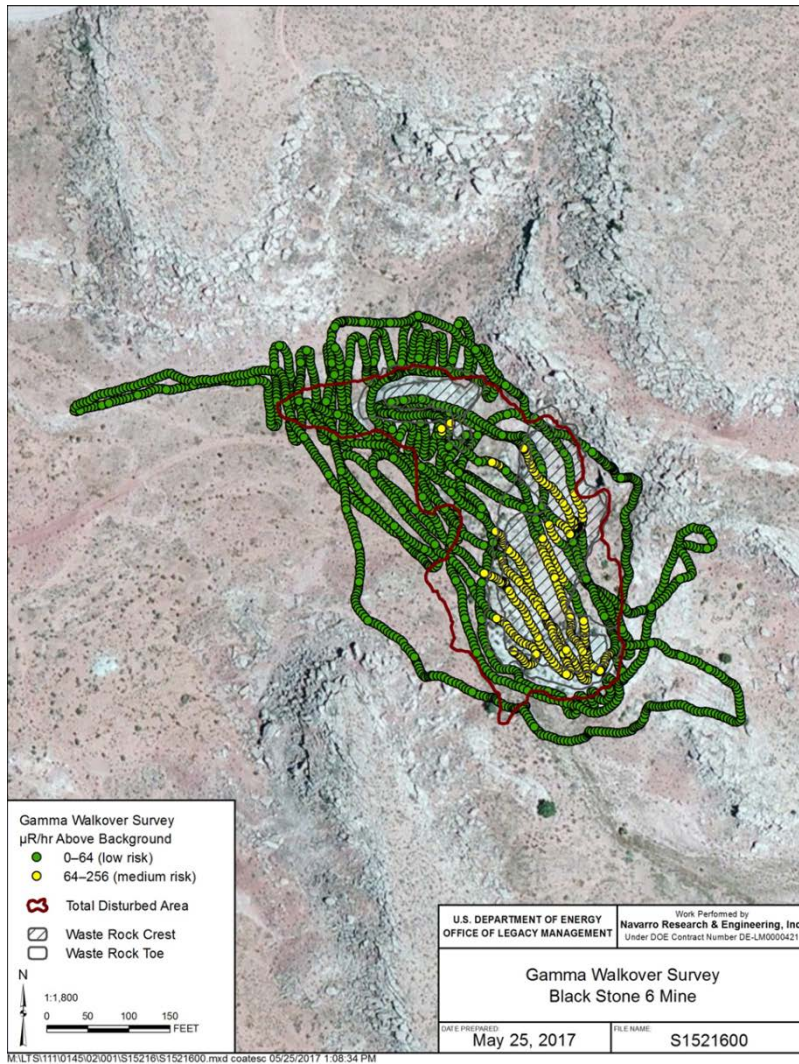 Gamma Walkover Survey
µR/hr Above Background
0–64 (low risk)
64–256 (medium risk)
Total Disturbed Area
Waste Rock Crest
Waste Rock Toe
N
1:1,800
0 50 100 150
FEET
U.S. DEPARTMENT OF ENERGY
OFFICE OF LEGACY MANAGEMENT
Work Performed by
Navarro Research & Engineering, Inc
Under DOE Contract Number DE-LM0000421
Gamma Walkover Survey
Black Stone 6 Mine
DATE PREPARED
May 25, 2017
FILE NAME
S1521600
M:\LTS\111\0145\02\001\S15216\S1521600.mxd coatesc 05/25/2017 1:08:34 PM